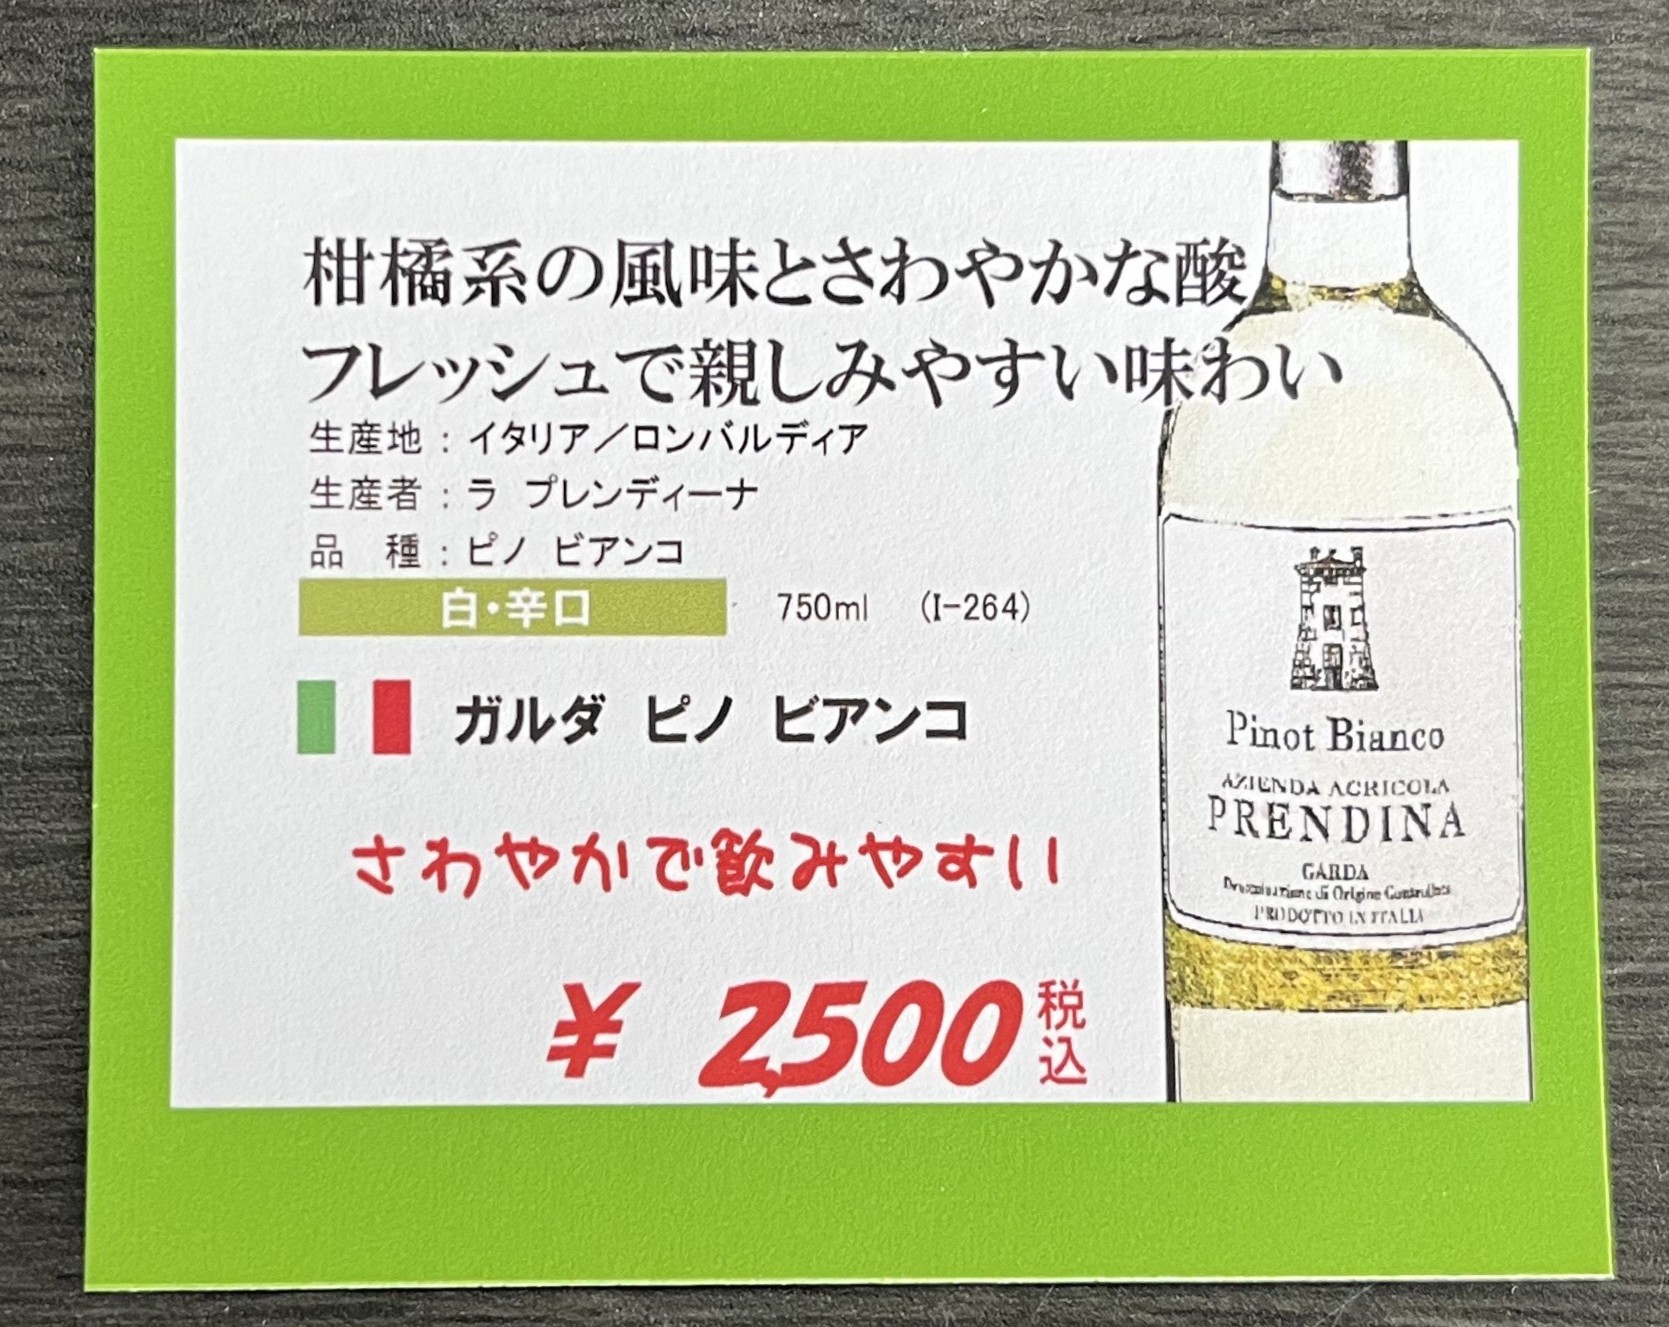 柑橘系の風味とさわやかな酸
フレッシュで親しみやすい味わい
生産地：イタリア／ロンバルディア
生産者：ラ プレンディーナ
品　種：ピノ ビアンコ
白・辛口　750ml　（I-264）
ガルダ ピノ ビアンコ
さわやかで飲みやすい
¥ 2,500 税込
Pinot Bianco
AZIENDA AGRICOLA
PRENDINA
GARDA
Denominazione di Origine Controllata
PRODOTTO IN ITALIA